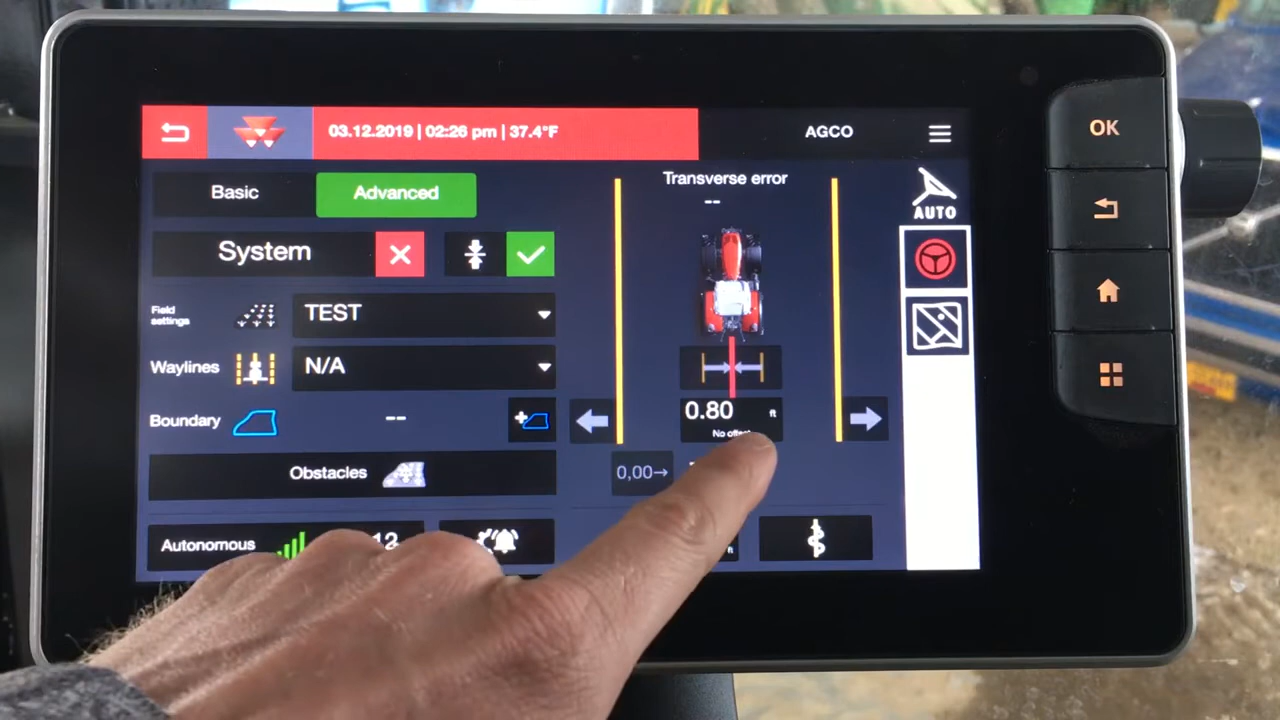 03.12.2019 | 02:26 pm | 37.4°F
AGCO
OK
Basic
Advanced
Transverse error
--
AUTO
System
Field settings
TEST
Waylines
N/A
Boundary
--
0.80 ft
No offset
Obstacles
0,00→
Autonomous
12
ft